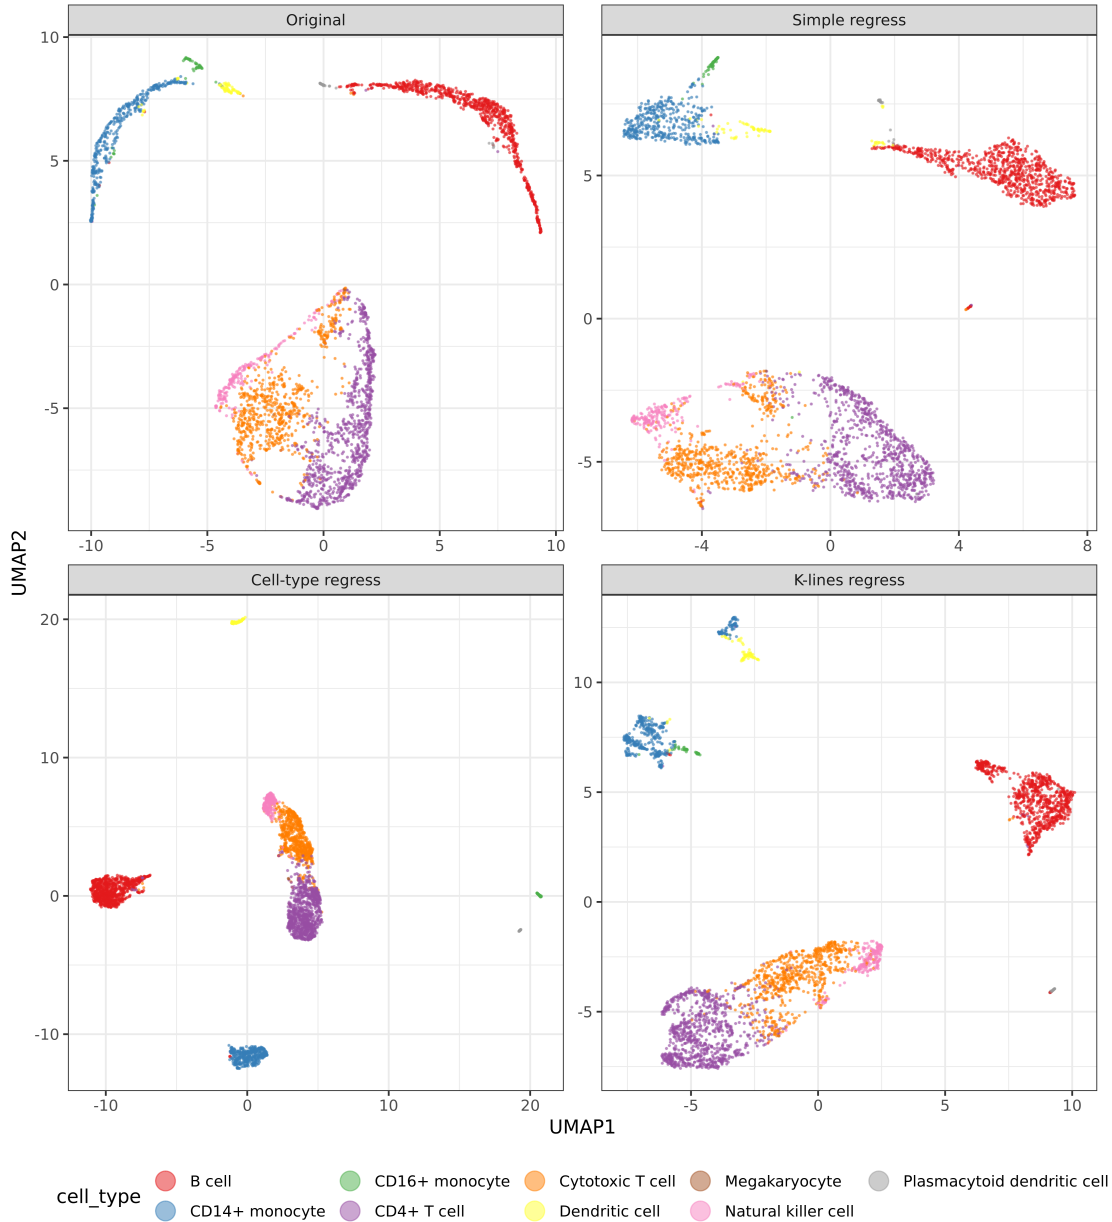 Original
Simple regress
10
5
0
-5
-10
-5
0
5
10
5
0
-5
-4
0
4
8
UMAP2
Cell-type regress
K-lines regress
20
10
0
-10
-10
0
10
20
10
5
0
-5
-5
0
5
10
UMAP1
cell_type
B cell
CD16+ monocyte
Cytotoxic T cell
Megakaryocyte
Plasmacytoid dendritic cell
CD14+ monocyte
CD4+ T cell
Dendritic cell
Natural killer cell